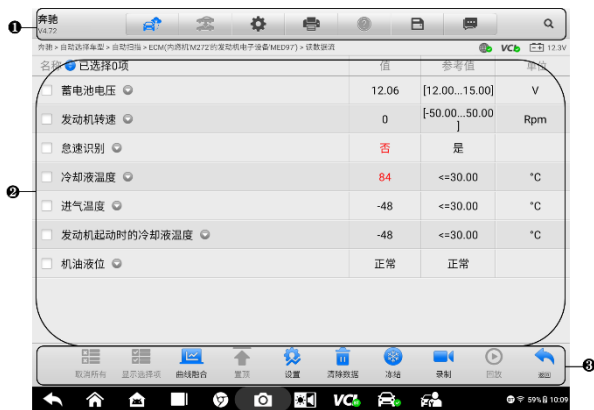 ❶
奔驰
V4.72
奔驰 > 自动选择车型 > 自动扫描 > ECM(内燃机'M272'的发动机电子设备'MED97') > 读数据流
VCI 12.3V
名称 已选择0项 值 参考值 单位
蓄电池电压 12.06 [12.00...15.00] V
发动机转速 0 [-50.00...50.00
] Rpm
怠速识别 否 是
冷却液温度 84 <=30.00 °C
❷
进气温度 -48 <=30.00 °C
发动机起动时的冷却液温度 -48 <=30.00 °C
机油液位 正常 正常
❸
取消所有 显示选择项 曲线融合 置顶 设置 清除数据 冻结 录制 回放 返回
VCI 59% 10:09